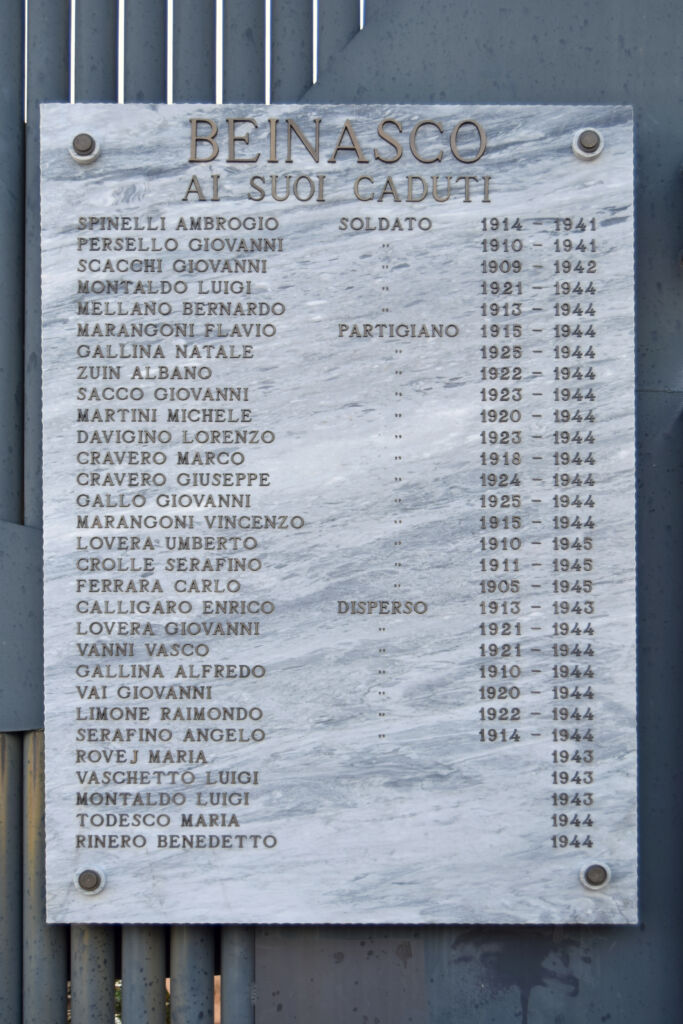 BEINASCO
AI SUOI CADUTI
SPINELLI AMBROGIO SOLDATO 1914 - 1941
PERSELLO GIOVANNI " 1910 - 1941
SCACCHI GIOVANNI " 1909 - 1942
MONTALDO LUIGI " 1921 - 1944
MELLANO BERNARDO " 1913 - 1944
MARANGONI FLAVIO PARTIGIANO 1915 - 1944
GALLINA NATALE " 1925 - 1944
ZUIN ALBANO " 1922 - 1944
SACCO GIOVANNI " 1923 - 1944
MARTINI MICHELE " 1920 - 1944
DAVIGINO LORENZO " 1923 - 1944
CRAVERO MARCO " 1918 - 1944
CRAVERO GIUSEPPE " 1924 - 1944
GALLO GIOVANNI " 1925 - 1944
MARANGONI VINCENZO " 1915 - 1944
LOVERA UMBERTO " 1910 - 1945
CROLLE SERAFINO " 1911 - 1945
FERRARA CARLO " 1905 - 1945
CALLIGARO ENRICO DISPERSO 1913 - 1943
LOVERA GIOVANNI " 1921 - 1944
VANNI VASCO " 1921 - 1944
GALLINA ALFREDO " 1910 - 1944
VAI GIOVANNI " 1920 - 1944
LIMONE RAIMONDO " 1922 - 1944
SERAFINO ANGELO " 1914 - 1944
ROVEJ MARIA 1943
VASCHETTO LUIGI 1943
MONTALDO LUIGI 1943
TODESCO MARIA 1944
RINERO BENEDETTO 1944